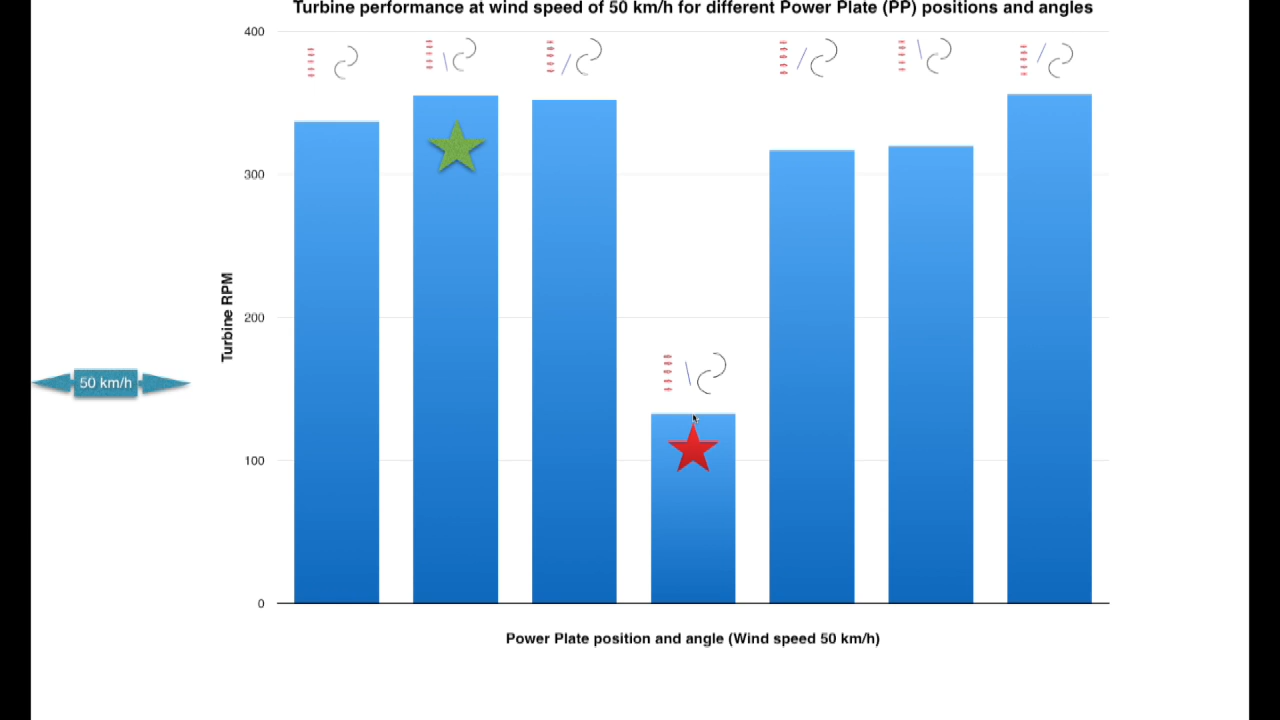 Turbine performance at wind speed of 50 km/h for different Power Plate (PP) positions and angles
400
300
200
100
0
Turbine RPM
50 km/h
Power Plate position and angle (Wind speed 50 km/h)